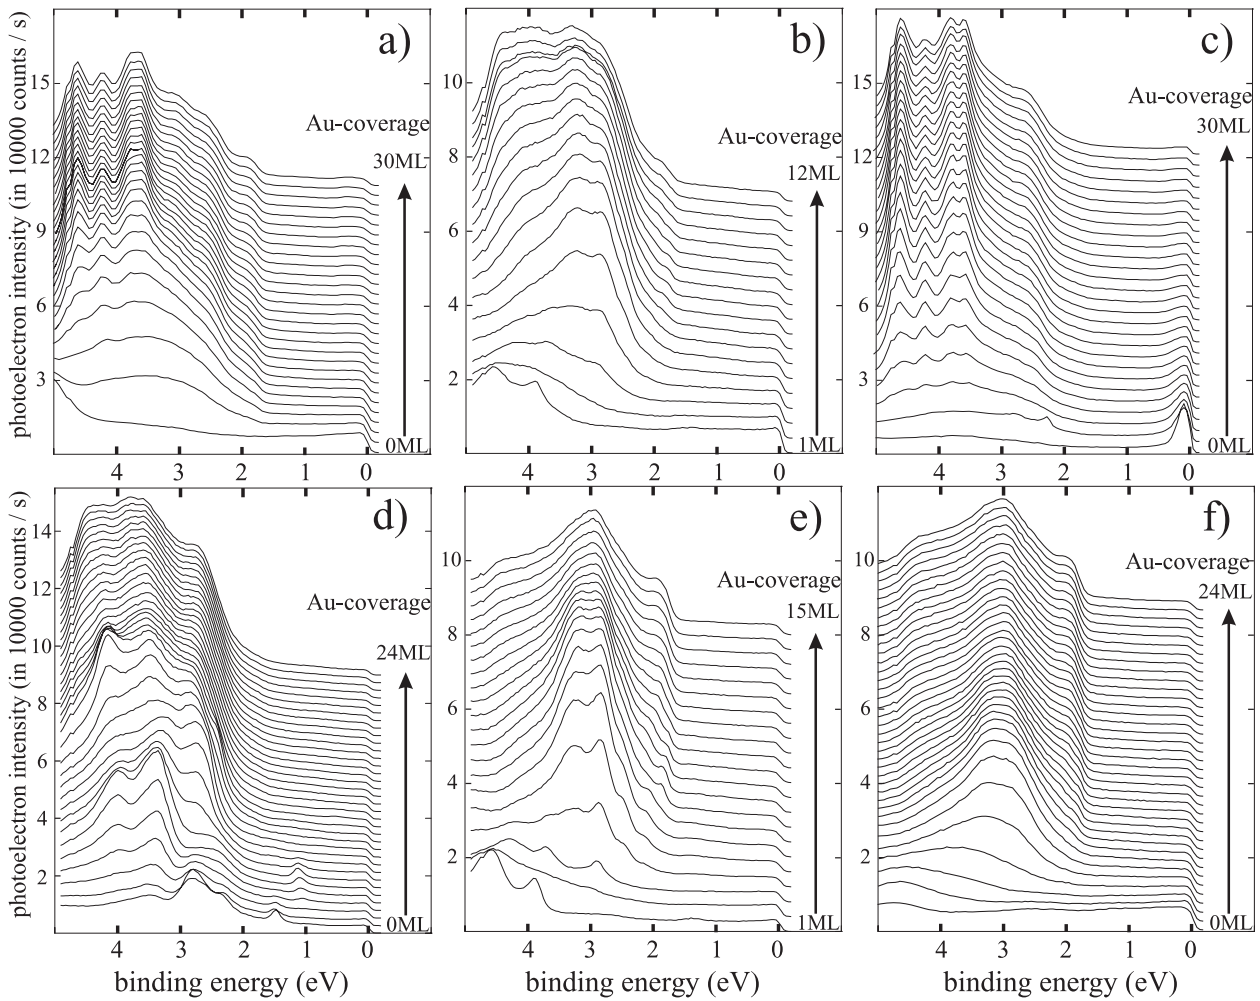 a)
Au-coverage
30ML
0ML
15
12
9
6
3
4 3 2 1 0
b)
Au-coverage
12ML
1ML
10
8
6
4
2
4 3 2 1 0
c)
Au-coverage
30ML
0ML
15
12
9
6
3
4 3 2 1 0
photoelectron intensity (in 10000 counts / s)
d)
Au-coverage
24ML
0ML
14
12
10
8
6
4
2
4 3 2 1 0
binding energy (eV)
e)
Au-coverage
15ML
1ML
10
8
6
4
2
4 3 2 1 0
binding energy (eV)
f)
Au-coverage
24ML
0ML
10
8
6
4
2
4 3 2 1 0
binding energy (eV)
photoelectron intensity (in 10000 counts / s)